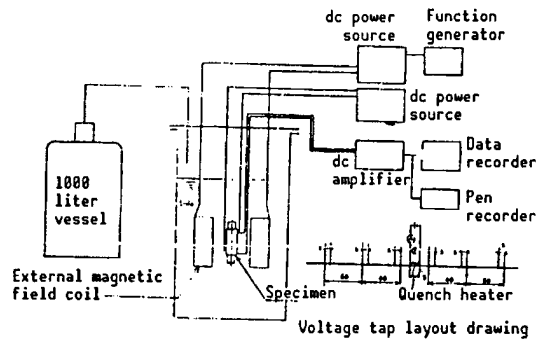 dc power
source
Function
generator
dc power
source
1000
liter
vessel
dc
amplifier
Data
recorder
Pen
recorder
External magnetic
field coil
Specimen
Quench heater
Voltage tap layout drawing